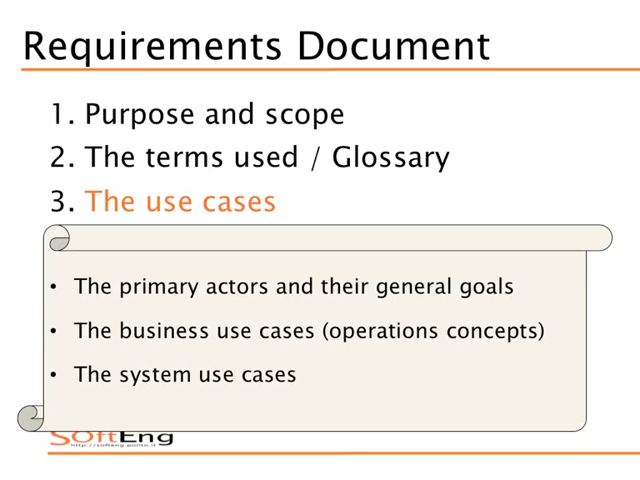 Requirements Document
1. Purpose and scope
2. The terms used / Glossary
3. The use cases
• The primary actors and their general goals
• The business use cases (operations concepts)
• The system use cases
SOftEng
http://softeng.polito.it